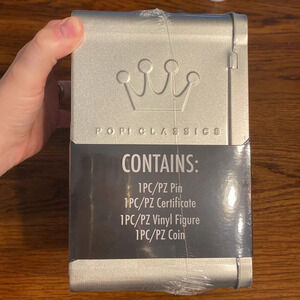 POP! CLASSICS
CONTAINS:
1PC/PZ Pin
1PC/PZ Certificate
1PC/PZ Vinyl Figure
1PC/PZ Coin